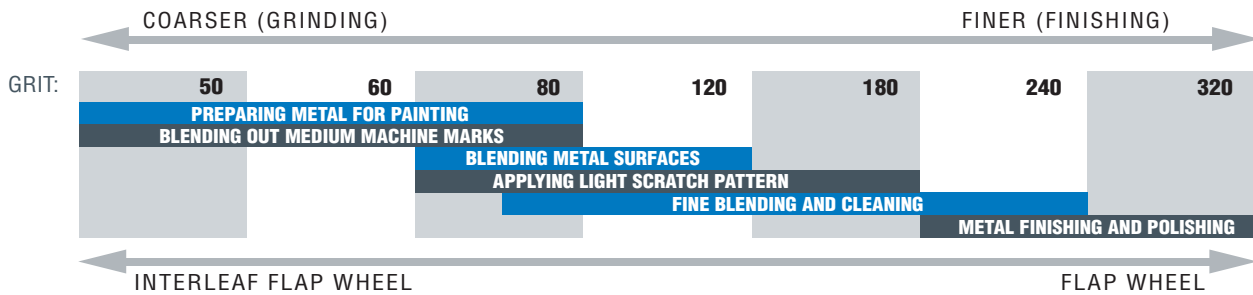 COARSER (GRINDING) FINER (FINISHING)
GRIT: 50 60 80 120 180 240 320
PREPARING METAL FOR PAINTING
BLENDING OUT MEDIUM MACHINE MARKS
BLENDING METAL SURFACES
APPLYING LIGHT SCRATCH PATTERN
FINE BLENDING AND CLEANING
METAL FINISHING AND POLISHING
INTERLEAF FLAP WHEEL FLAP WHEEL